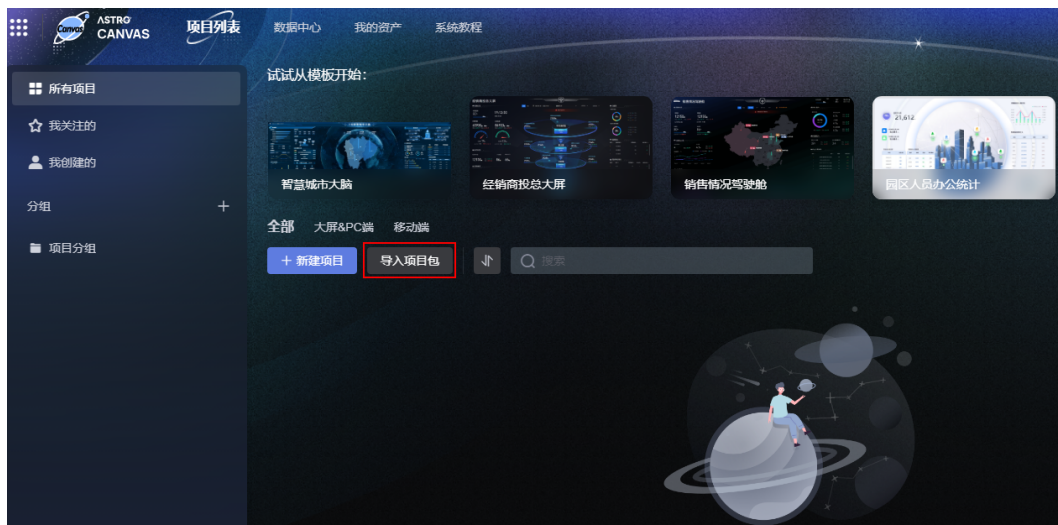 Canvas
ASTRO
CANVAS
项目列表
数据中心
我的资产
系统教程
所有项目
我关注的
我创建的
分组
项目分组
试试从模板开始：
智慧城市大脑
经销商投总大屏
销售情况驾驶舱
21,612
园区人员办公统计
全部
大屏&PC端
移动端
新建项目
导入项目包
搜索